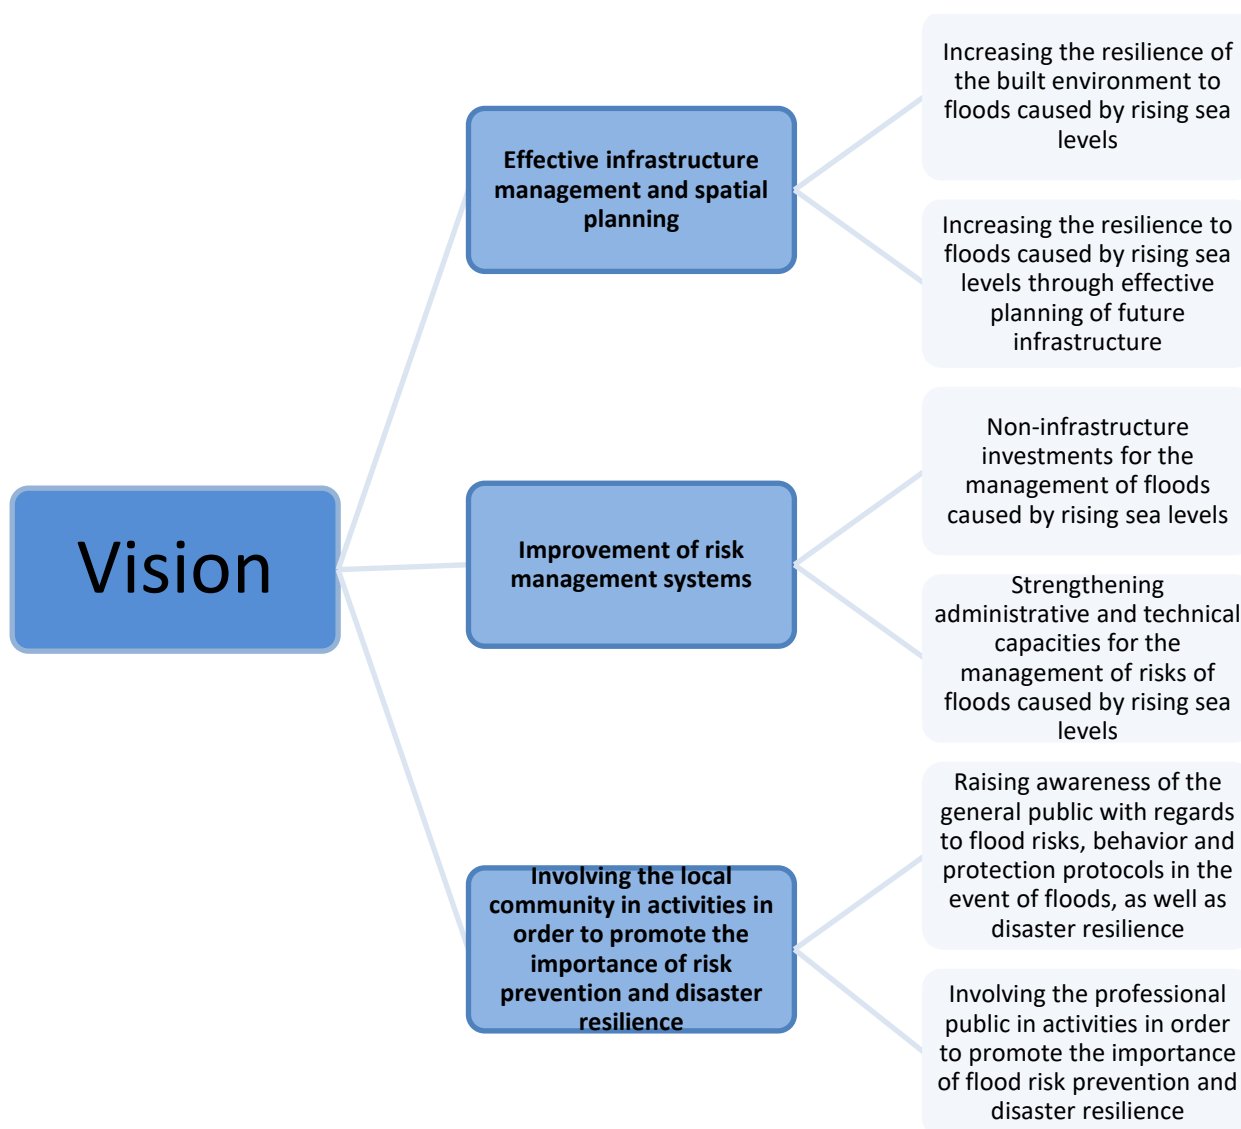 Vision
Effective infrastructure
management and spatial
planning
Increasing the resilience of
the built environment to
floods caused by rising sea
levels
Increasing the resilience to
floods caused by rising sea
levels through effective
planning of future
infrastructure
Improvement of risk
management systems
Non-infrastructure
investments for the
management of floods
caused by rising sea levels
Strengthening
administrative and technical
capacities for the
management of risks of
floods caused by rising sea
levels
Involving the local
community in activities in
order to promote the
importance of risk
prevention and disaster
resilience
Raising awareness of the
general public with regards
to flood risks, behavior and
protection protocols in the
event of floods, as well as
disaster resilience
Involving the professional
public in activities in order
to promote the importance
of flood risk prevention and
disaster resilience